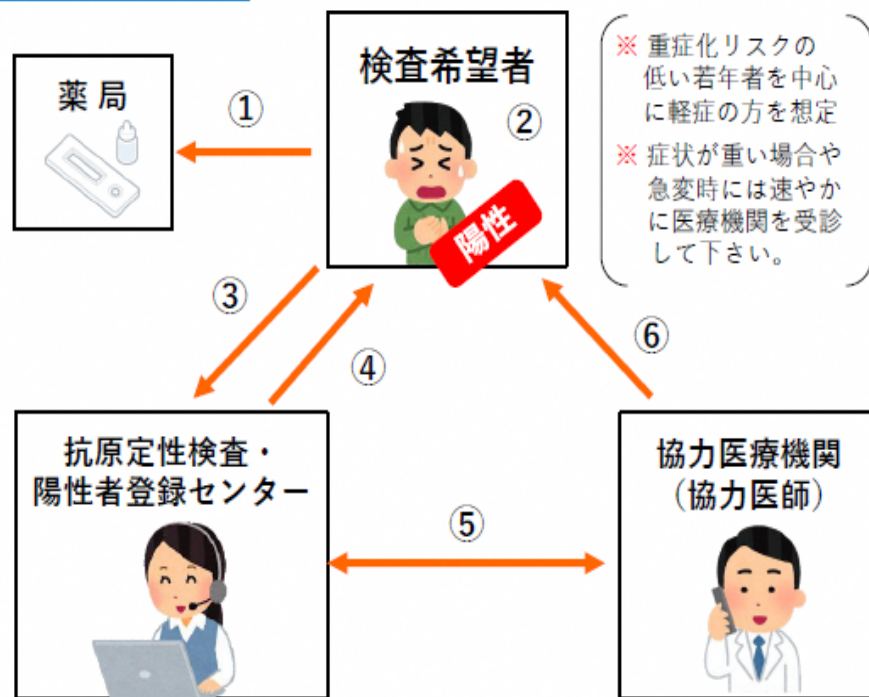 薬 局
①
検査希望者
②
陽性
※ 重症化リスクの
低い若年者を中心
に軽症の方を想定
※ 症状が重い場合や
急変時には速やか
に医療機関を受診
して下さい。
③
④
⑥
抗原定性検査・
陽性者登録センター
⑤
協力医療機関
（協力医師）